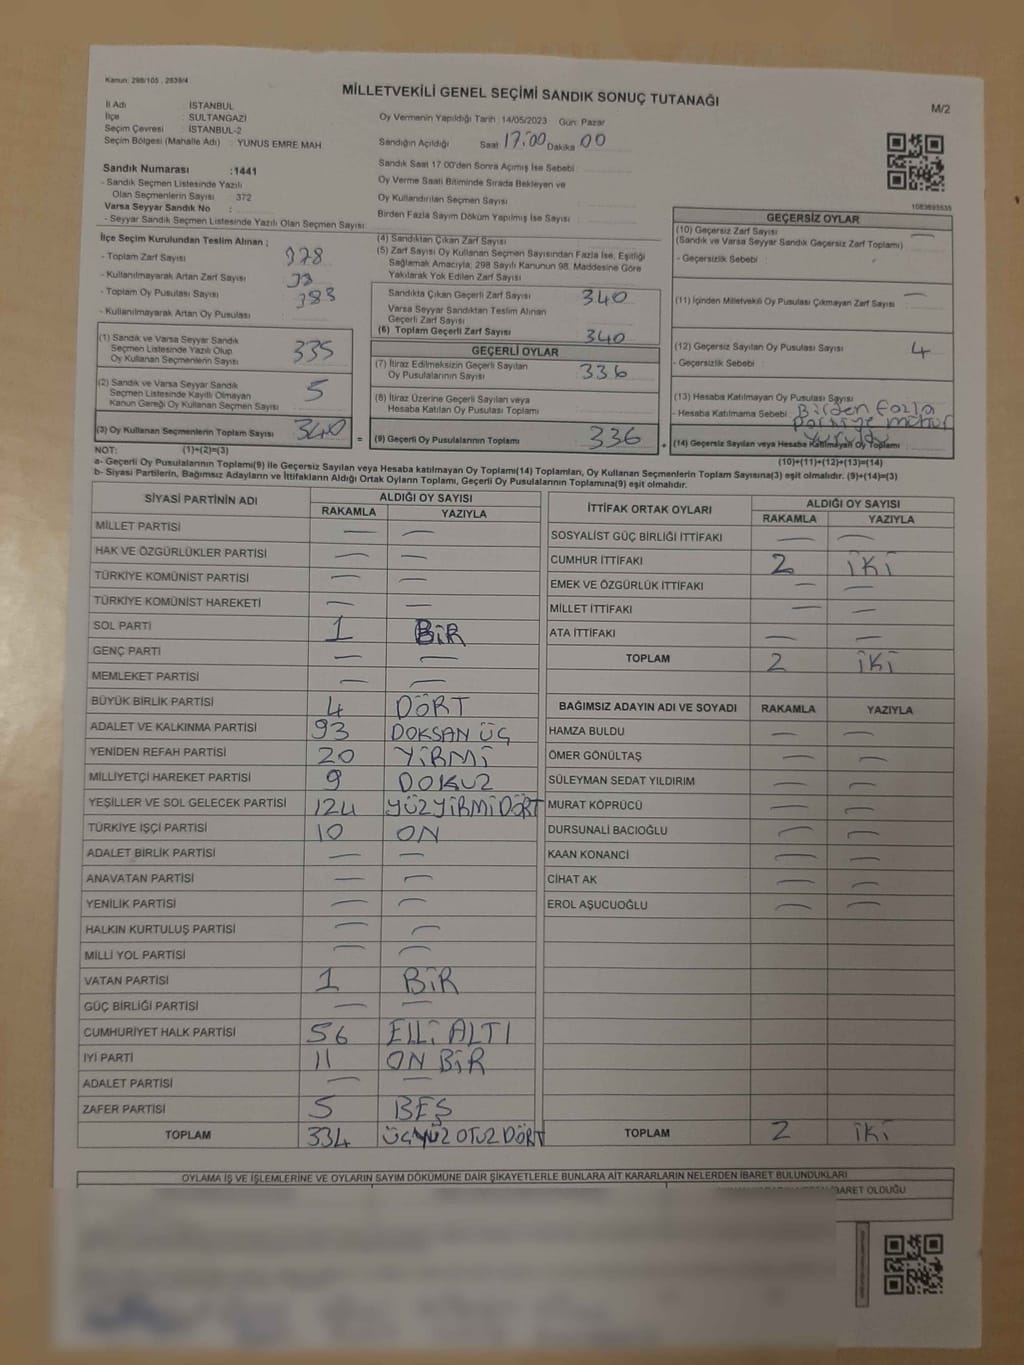 Kanun: 298/105 , 2839/4
MİLLETVEKİLİ GENEL SEÇİMİ SANDIK SONUÇ TUTANAĞI
M/2
İl Adı : İSTANBUL
İlçe : SULTANGAZİ
Seçim Çevresi : İSTANBUL-2
Seçim Bölgesi (Mahalle Adı) : YUNUS EMRE MAH
Sandık Numarası :1441
- Sandık Seçmen Listesinde Yazılı
Olan Seçmenlerin Sayısı : 372
Varsa Seyyar Sandık No :
- Seyyar Sandık Seçmen Listesinde Yazılı Olan Seçmen Sayısı :
Oy Vermenin Yapıldığı Tarih :14/05/2023 Gün: Pazar
Sandığın Açıldığı Saat 17:00 Dakika 00
Sandık Saat 17.00'den Sonra Açımış İse Sebebi :
Oy Verme Saati Bitiminde Sırada Bekleyen ve
Oy Kullandırılan Seçmen Sayısı :
Birden Fazla Sayım Döküm Yapılmış İse Sayısı :
1083693535
İlçe Seçim Kurulundan Teslim Alınan ;
- Toplam Zarf Sayısı : 378
- Kullanılmayarak Artan Zarf Sayısı :
- Toplam Oy Pusulası Sayısı : 383
- Kullanılmayarak Artan Oy Pusulası :
(1) Sandık ve Varsa Seyyar Sandık
Seçmen Listesinde Yazılı Olup
Oy Kullanan Seçmenlerin Sayısı : 335
(2) Sandık ve Varsa Seyyar Sandık
Seçmen Listesinde Kayıtlı Olmayan
Kanun Gereği Oy Kullanan Seçmen Sayısı : 5
(3) Oy Kullanan Seçmenlerin Toplam Sayısı : 340
(4) Sandıktan Çıkan Zarf Sayısı :
(5) Zarf Sayısı Oy Kullanan Seçmen Sayısından Fazla İse, Eşitliği
Sağlamak Amacıyla, 298 Sayılı Kanunun 98. Maddesine Göre
Yakılarak Yok Edilen Zarf Sayısı :
Sandıkta Çıkan Geçerli Zarf Sayısı : 340
Varsa Seyyar Sandıktan Teslim Alınan
Geçerli Zarf Sayısı :
(6) Toplam Geçerli Zarf Sayısı : 340
GEÇERLİ OYLAR
(7) İtiraz Edilmeksizin Geçerli Sayılan
Oy Pusulalarının Sayısı : 336
(8) İtiraz Üzerine Geçerli Sayılan veya
Hesaba Katılan Oy Pusulası Toplamı :
= (9) Geçerli Oy Pusulalarının Toplamı : 336 +
GEÇERSİZ OYLAR
(10) Geçersiz Zarf Sayısı
(Sandık ve Varsa Seyyar Sandık Geçersiz Zarf Toplamı) : —
- Geçersizlik Sebebi :
(11) İçinden Milletvekili Oy Pusulası Çıkmayan Zarf Sayısı : —
(12) Geçersiz Sayılan Oy Pusulası Sayısı : 4
- Geçersizlik Sebebi :
(13) Hesaba Katılmayan Oy Pusulası Sayısı :
- Hesaba Katılmama Sebebi : Birden fazla
partiye mühür
(14) Geçersiz Sayılan veya Hesaba Katılmayan Oy Toplamı :
NOT: (1)+(2)=(3)
(10)+(11)+(12)+(13)=(14)
a- Geçerli Oy Pusulasının Toplamı(9) ile Geçersiz Sayılan veya Hesaba katılmayan Oy Toplamı(14) Toplamları, Oy Kullanan Seçmenlerin Toplam Sayısına(3) eşit olmalıdır. (9)+(14)=(3)
b- Siyasi Partilerin, Bağımsız Adayların ve İttifakların Aldığı Ortak Oyların Toplamı, Geçerli Oy Pusulalarının Toplamına(9) eşit olmalıdır.
SİYASİ PARTİNİN ADI ALDIĞI OY SAYISI
RAKAMLA YAZIYLA
MİLLET PARTİSİ — —
HAK VE ÖZGÜRLÜKLER PARTİSİ — —
TÜRKİYE KOMÜNİST PARTİSİ — —
TÜRKİYE KOMÜNİST HAREKETİ — —
SOL PARTİ 1 BİR
GENÇ PARTİ — —
MEMLEKET PARTİSİ — —
BÜYÜK BİRLİK PARTİSİ 4 DÖRT
ADALET VE KALKINMA PARTİSİ 93 DOKSAN ÜÇ
YENİDEN REFAH PARTİSİ 20 YİRMİ
MİLLİYETÇİ HAREKET PARTİSİ 9 DOKUZ
YEŞİLLER VE SOL GELECEK PARTİSİ 124 YÜZYİRMİDÖRT
TÜRKİYE İŞÇİ PARTİSİ 10 ON
ADALET BİRLİK PARTİSİ — —
ANAVATAN PARTİSİ — —
YENİLİK PARTİSİ — —
HALKIN KURTULUŞ PARTİSİ — —
MİLLİ YOL PARTİSİ — —
VATAN PARTİSİ 1 BİR
GÜÇ BİRLİĞİ PARTİSİ — —
CUMHURİYET HALK PARTİSİ 56 ELLİ ALTI
İYİ PARTİ 11 ON BİR
ADALET PARTİSİ — —
ZAFER PARTİSİ 5 BEŞ
TOPLAM 334 ÜÇYÜZ OTUZ DÖRT
İTTİFAK ORTAK OYLARI ALDIĞI OY SAYISI
RAKAMLA YAZIYLA
SOSYALİST GÜÇ BİRLİĞİ İTTİFAKI — —
CUMHUR İTTİFAKI 2 İKİ
EMEK VE ÖZGÜRLÜK İTTİFAKI — —
MİLLET İTTİFAKI — —
ATA İTTİFAKI — —
TOPLAM 2 İKİ
BAĞIMSIZ ADAYIN ADI VE SOYADI RAKAMLA YAZIYLA
HAMZA BULDU — —
ÖMER GÖNÜLTAŞ — —
SÜLEYMAN SEDAT YILDIRIM — —
MURAT KÖPRÜCÜ — —
DURSUNALİ BACIOĞLU — —
KAAN KONANCİ — —
CİHAT AK — —
EROL AŞUCUOĞLU — —
TOPLAM 2 İKİ
OYLAMA İŞ VE İŞLEMLERİNE VE OYLARIN SAYIM DÖKÜMÜNE DAİR ŞİKAYETLERLE BUNLARA AİT KARARLARIN NELERDEN İBARET BULUNDUKLARI
İBARET OLDUĞU